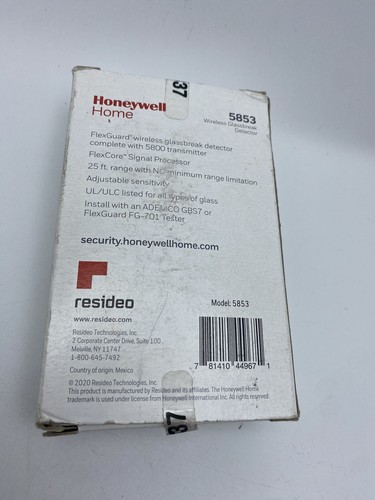 37
Honeywell
Home
5853
Wireless Glassbreak
Detector
FlexGuard® wireless glassbreak detector
complete with 5800 transmitter
FlexCore™ Signal Processor
25 ft. range with NO minimum range limitation
Adjustable sensitivity
UL/ULC listed for all types of glass
Install with an ADEMCO GBS7 or
FlexGuard FG-701 Tester
security.honeywellhome.com
resideo
www.resideo.com
Model: 5853
Resideo Technologies, Inc.
2 Corporate Center Drive, Suite 100
Melville, NY 11747
1-800-645-7492
7 81410 44967 1
Country of origin: Mexico
© 2020 Resideo Technologies, Inc.
This product is manufactured by Resideo and its affiliates. The Honeywell Home
trademark is used under license from Honeywell International Inc. All rights reserved.
37